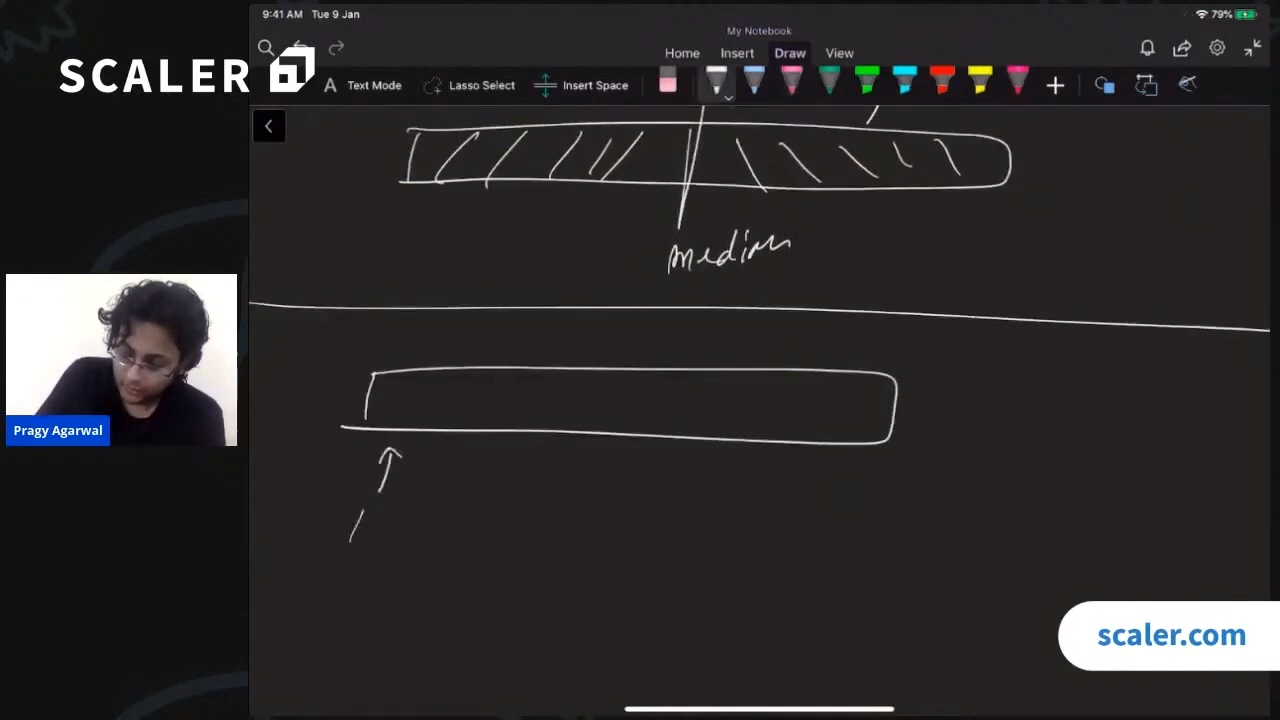 9:41 AM Tue 9 Jan
79%
My Notebook
Home Insert Draw View
SCALER
Text Mode Lasso Select Insert Space
median
Pragy Agarwal
scaler.com